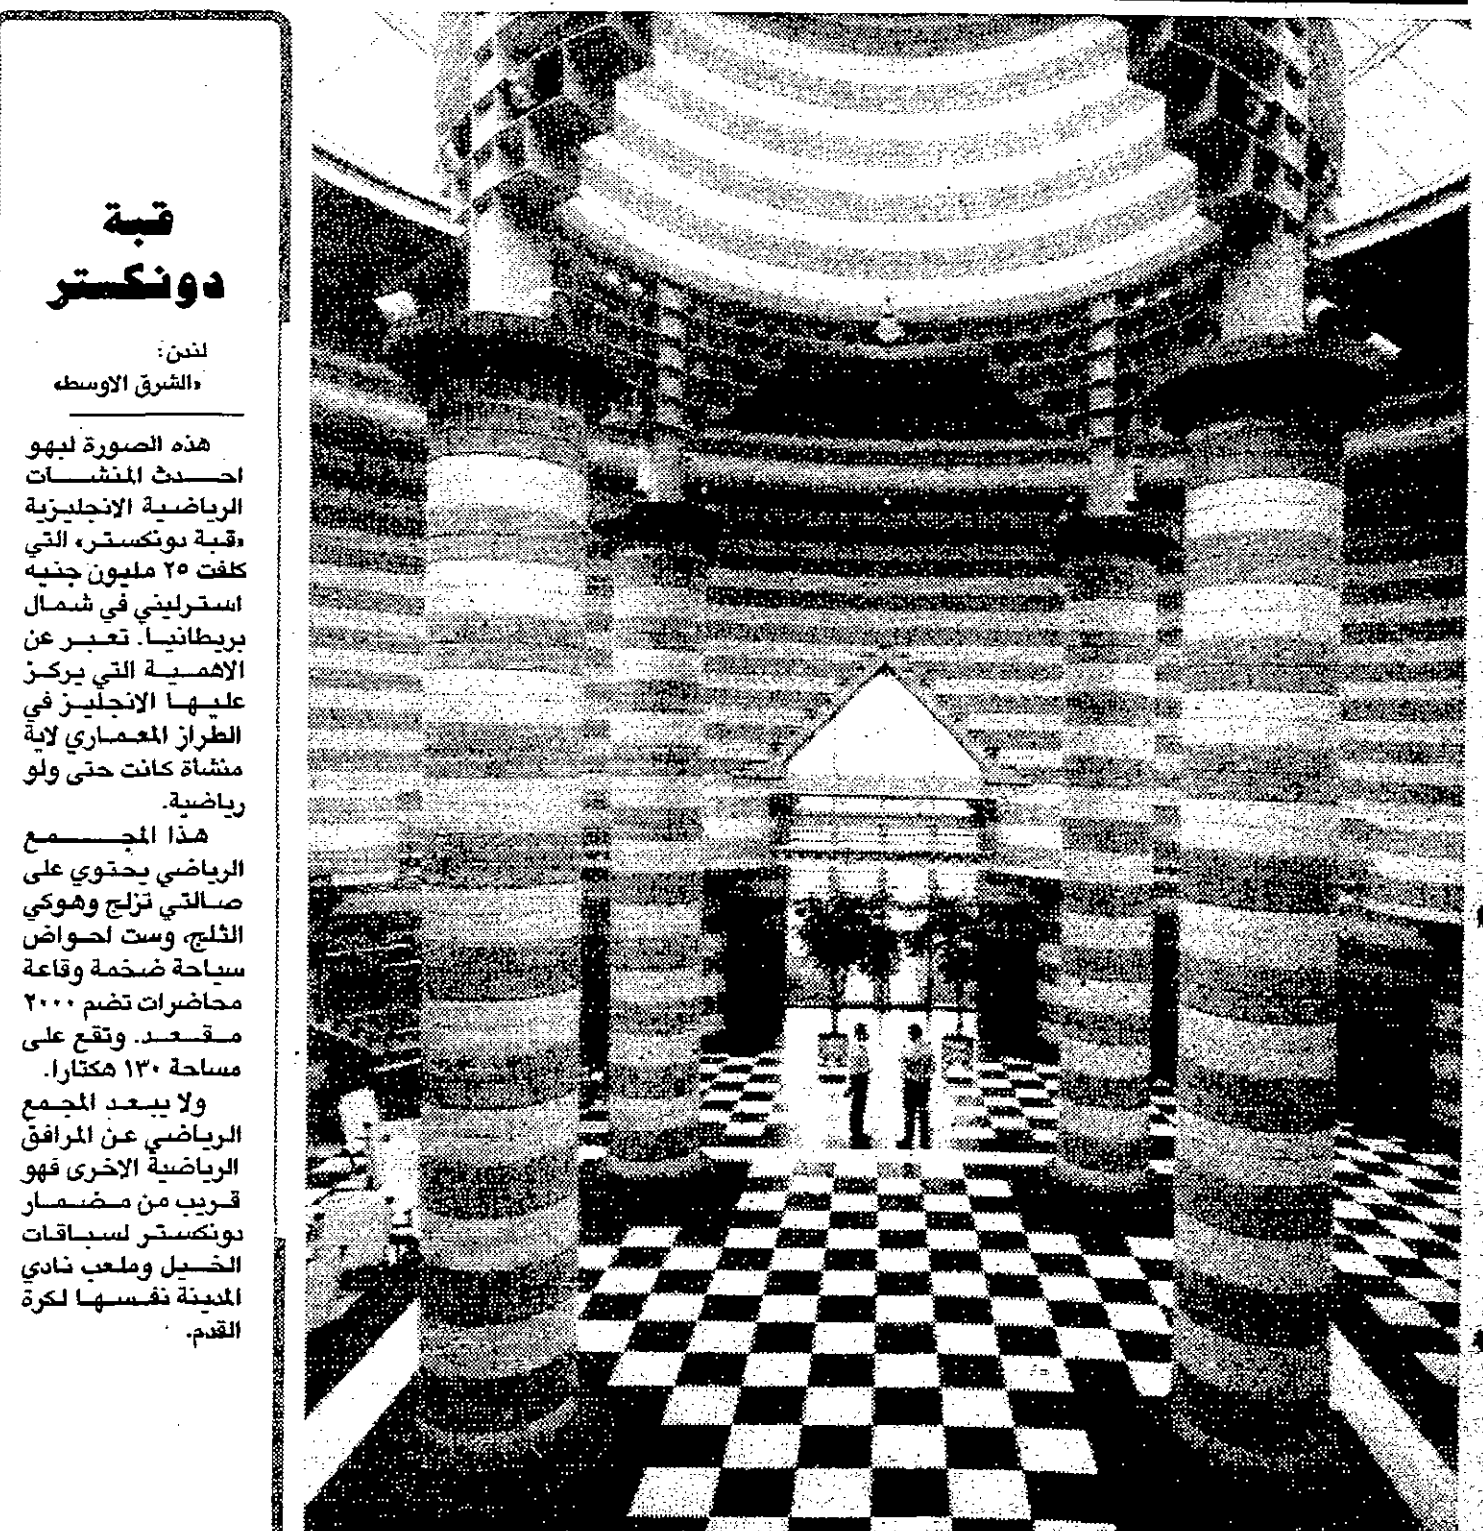 قبة
دونكستر
لندن:
«الشرق الاوسط»
هذه الصورة لبهو
احدث المنشات
الرياضية الانجليزية
«قبة دونكستر» التي
كلفت ٢٥ مليون جنيه
استرليني في شمال
بريطانيا. تعبر عن
الاهمية التي يركز
عليها الانجليز في
الطراز المعماري لاية
منشأة كانت حتى ولو
رياضية.
هذا المجمع
الرياضي يحتوي على
صالتي تزلج وهوكي
الثلج، وست احواض
سباحة ضخمة وقاعة
محاضرات تضم ٢٠٠٠
مقعد. وتقع على
مساحة ١٣٠ هكتارا.
ولا يبعد المجمع
الرياضي عن المرافق
الرياضية الاخرى فهو
قريب من مضمار
دونكستر لسباقات
الخيل وملعب نادي
المدينة نفسها لكرة
القدم.